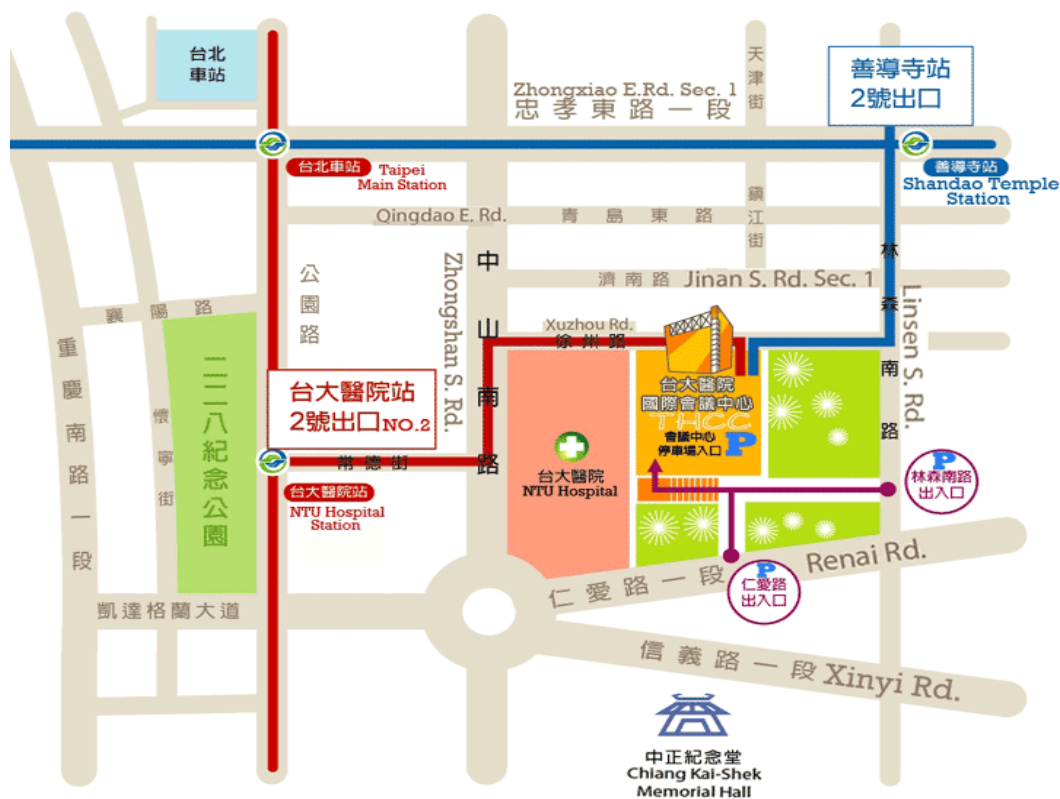 台北
車站
Zhongxiao E.Rd. Sec. 1
忠孝東路一段
天津街
善導寺站
2號出口
台北車站
Taipei
Main Station
善導寺站
Shandao Temple
Station
Qingdao E. Rd.
青島東路
鎮江街
中山南路
Zhongshan S. Rd.
公園路
濟南路 Jinan S. Rd. Sec. 1
林森南路
Linsen S. Rd.
襄陽路
重慶南路一段
懷寧街
二二八紀念公園
Xuzhou Rd.
徐州路
台大醫院站
2號出口NO.2
常德街
台大醫院站
NTU Hospital
Station
台大醫院
國際會議中心
THCC
會議中心
停車場入口 P
台大醫院
NTU Hospital
P
林森南路
出入口
P
仁愛路
出入口
仁愛路一段 Renai Rd.
凱達格蘭大道
信義路一段 Xinyi Rd.
中正紀念堂
Chiang Kai-Shek
Memorial Hall